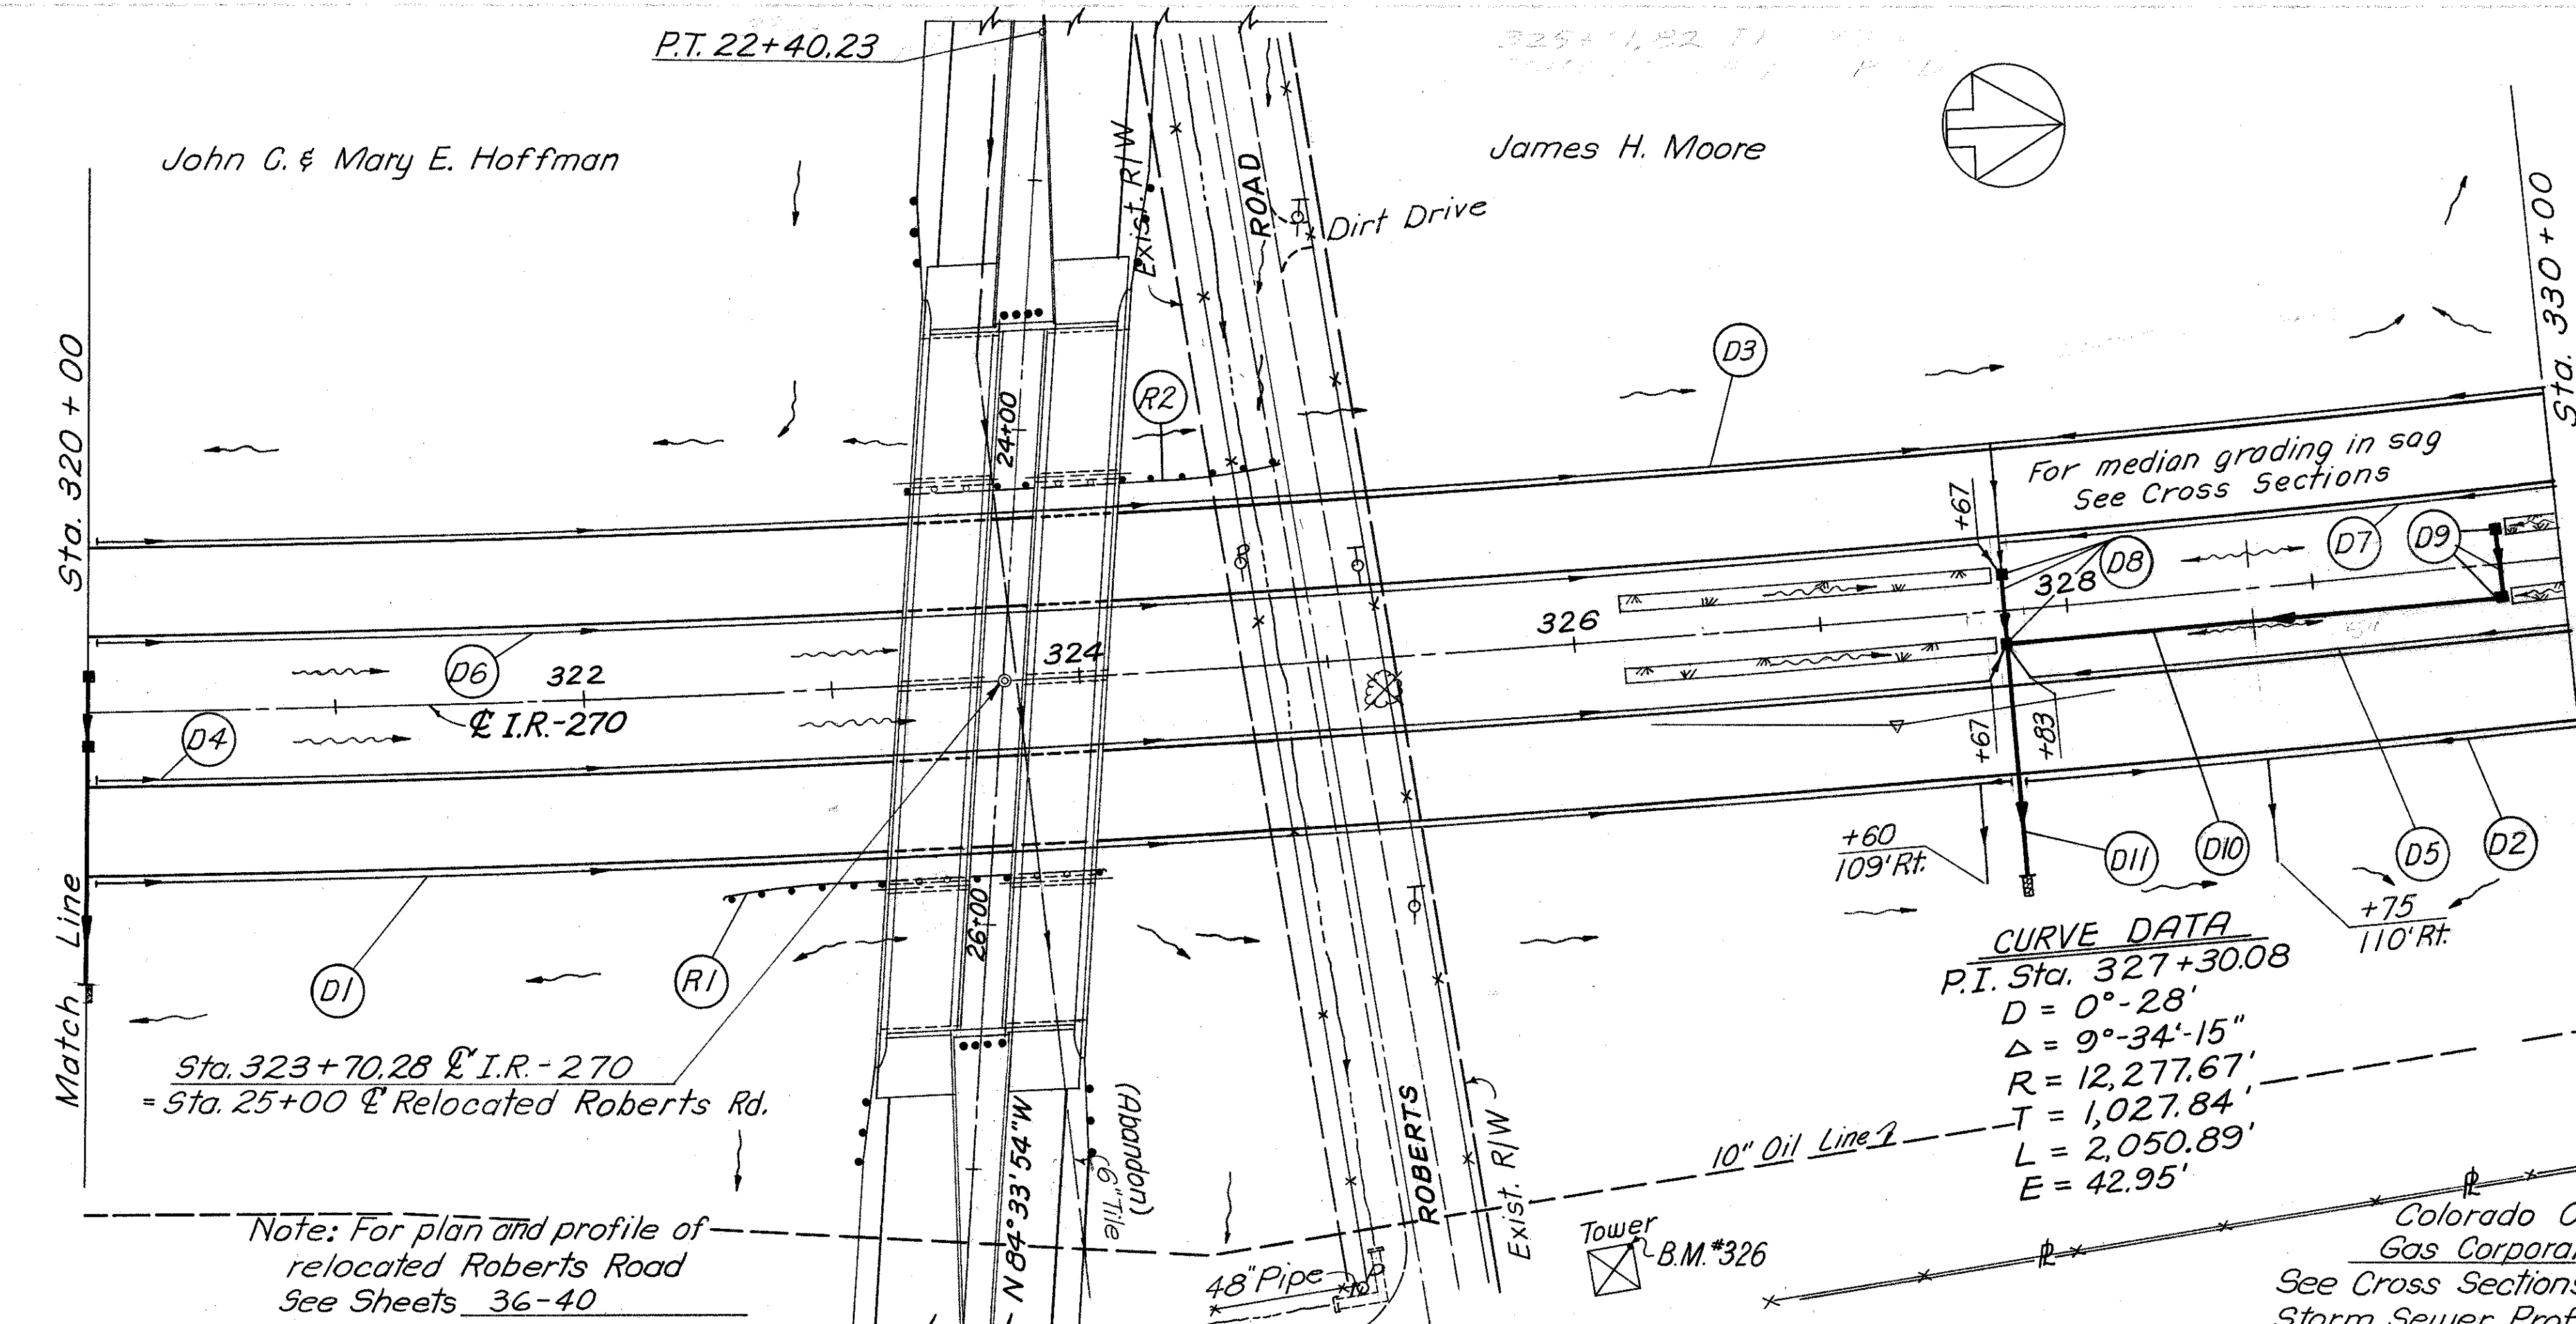 P.T. 22+40.23
John C. & Mary E. Hoffman
James H. Moore
Exist. R/W
ROAD
Dirt Drive
Sta. 320 + 00
Sta. 330 + 00
D3
R2
24+00
For median grading in sag
See Cross Sections
+67
D8
328
D7
D9
326
324
D6
322
℄ I.R.-270
D4
+67
+83
+60
109' Rt.
D11
D10
D5
D2
+75
110' Rt.
26+00
D1
R1
Match Line
CURVE DATA
P.I. Sta. 327+30.08
D = 0°-28'
Δ = 9°-34'-15"
R = 12,277.67'
T = 1,027.84'
L = 2,050.89'
E = 42.95'
Sta. 323+70.28 ℄ I.R.-270
= Sta. 25+00 ℄ Relocated Roberts Rd.
N 84°33'54"W
(Abandon)
6" Tile
ROBERTS
Exist. R/W
10" Oil Line
Note: For plan and profile of
relocated Roberts Road
See Sheets 36-40
48" Pipe
Tower
B.M. #326
PL
PL
Colorado
Gas
See Cross Sections
Storm Sewer